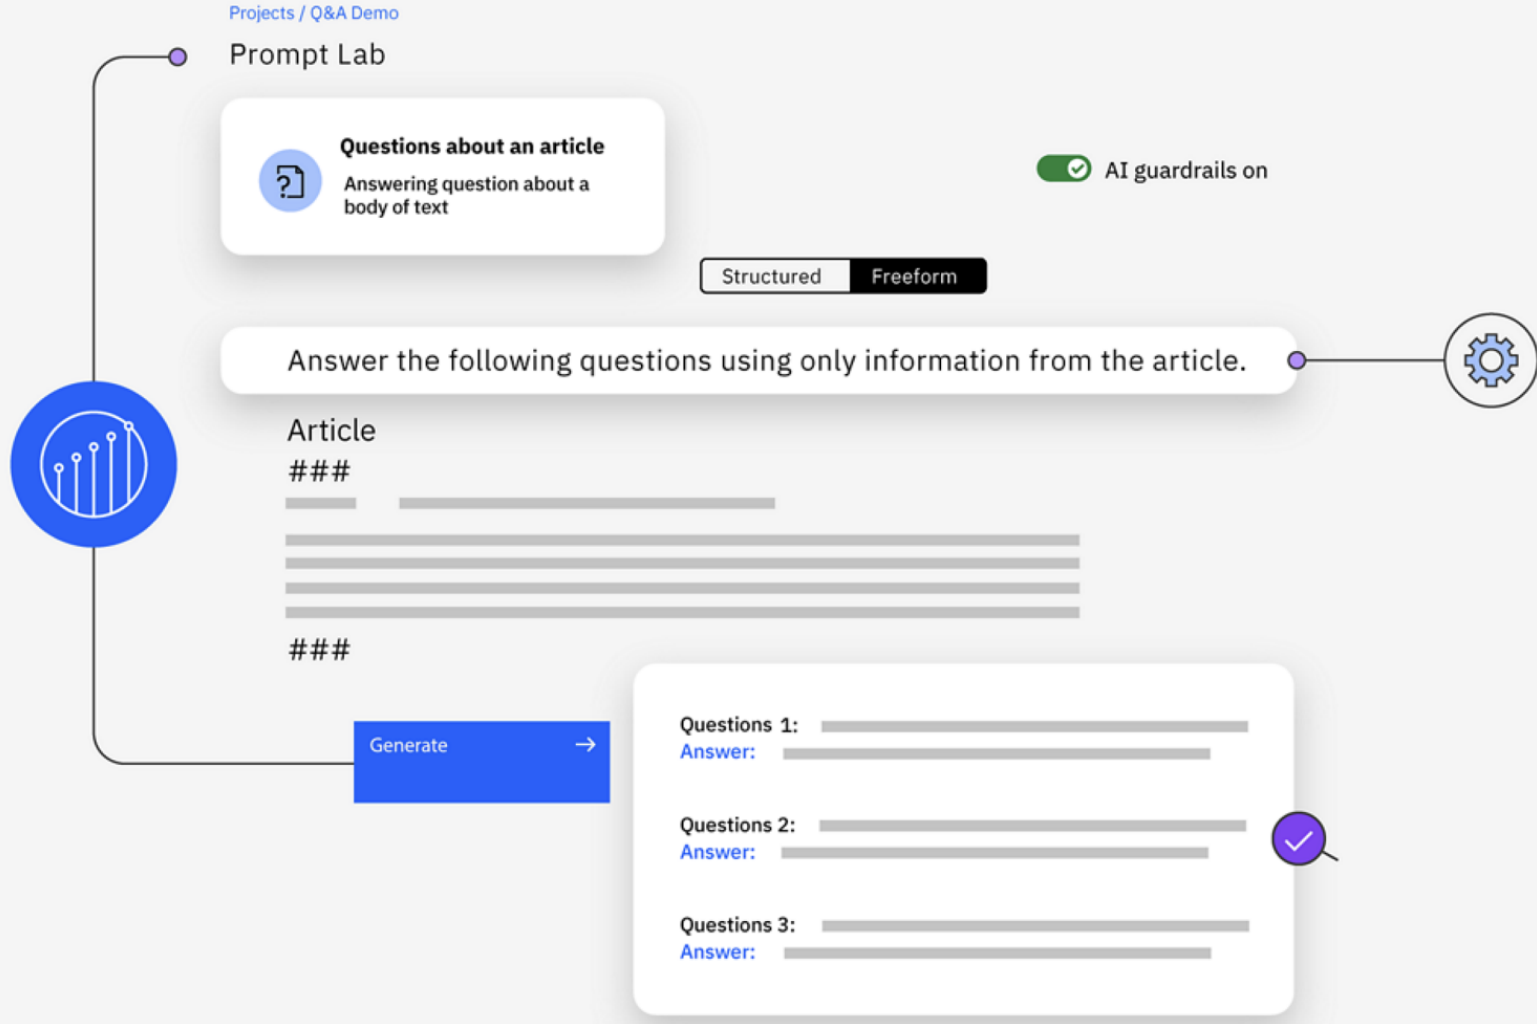 Projects / Q&A Demo
Prompt Lab
Questions about an article
Answering question about a
body of text
AI guardrails on
Structured
Freeform
Answer the following questions using only information from the article.
Article
###
###
Generate
Questions 1:
Answer:
Questions 2:
Answer:
Questions 3:
Answer: